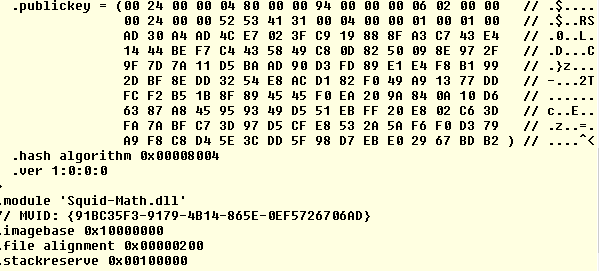 .publickey = (00 24 00 00 04 80 00 00 94 00 00 00 06 02 00 00 // .$....
00 24 00 00 52 53 41 31 00 04 00 00 01 00 01 00 // .$..RS
AD 30 A4 AD 4C E7 02 3F C9 19 88 8F A3 C7 43 E4 // .0..L.
14 44 BE F7 C4 43 58 49 C8 0D 82 50 09 8E 97 2F // .D...C
9F 7D 7A 11 D5 BA AD 90 D3 FD 89 E1 E4 F8 B1 99 // .}z...
2D BF 8E DD 32 54 E8 AC D1 82 F0 49 A9 13 77 DD // -...2T
FC F2 B5 1B 8F 89 45 45 F0 EA 20 9A 84 0A 10 D6 // ......
63 87 A8 45 95 93 49 D5 51 EB FF 20 E8 02 C6 3D // c..E..
FA 7A BF C7 3D 97 D5 CF E8 53 2A 5A F6 F0 D3 79 // .z..=.
A9 F8 C8 D4 5E 3C DD 5F 98 D7 EB E0 29 67 BD B2 ) // ....^<
.hash algorithm 0x00008004
.ver 1:0:0:0
}
.module 'Squid-Math.dll'
// MVID: {91BC35F3-9179-4B14-865E-0EF5726706AD}
.imagebase 0x10000000
.file alignment 0x00000200
.stackreserve 0x00100000